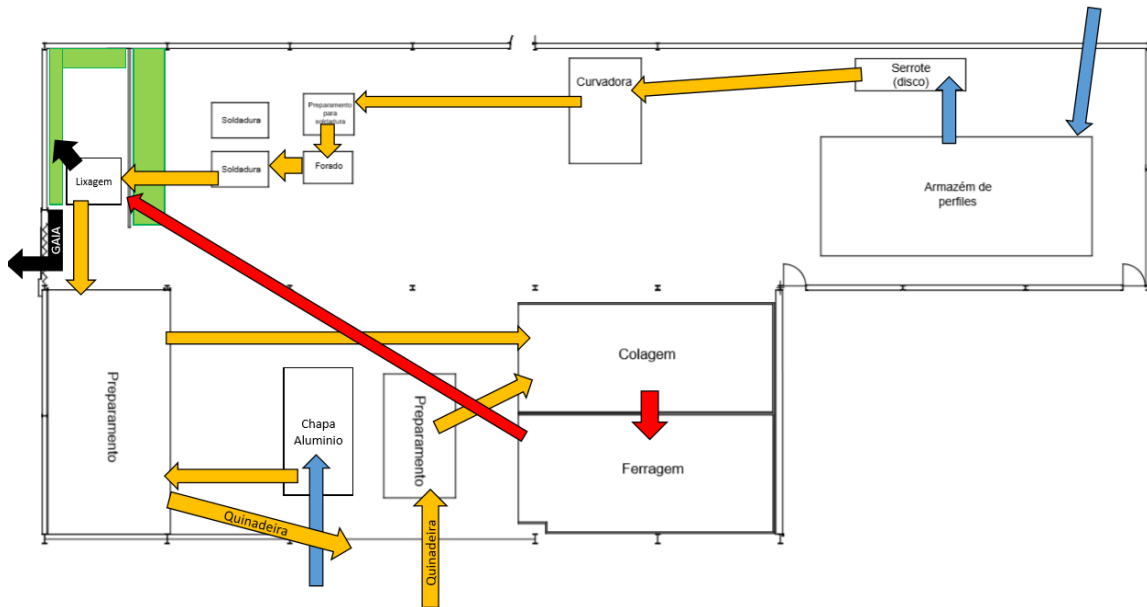 Curvadora
Serrote
(disco)
Preparamento
para
soldadura
Soldadura
Soldadura
Forado
Lixagem
Armazém de
perfiles
GAIA
Colagem
Preparamento
Chapa
Aluminio
Preparamento
Ferragem
Quinadeira
Quinadeira